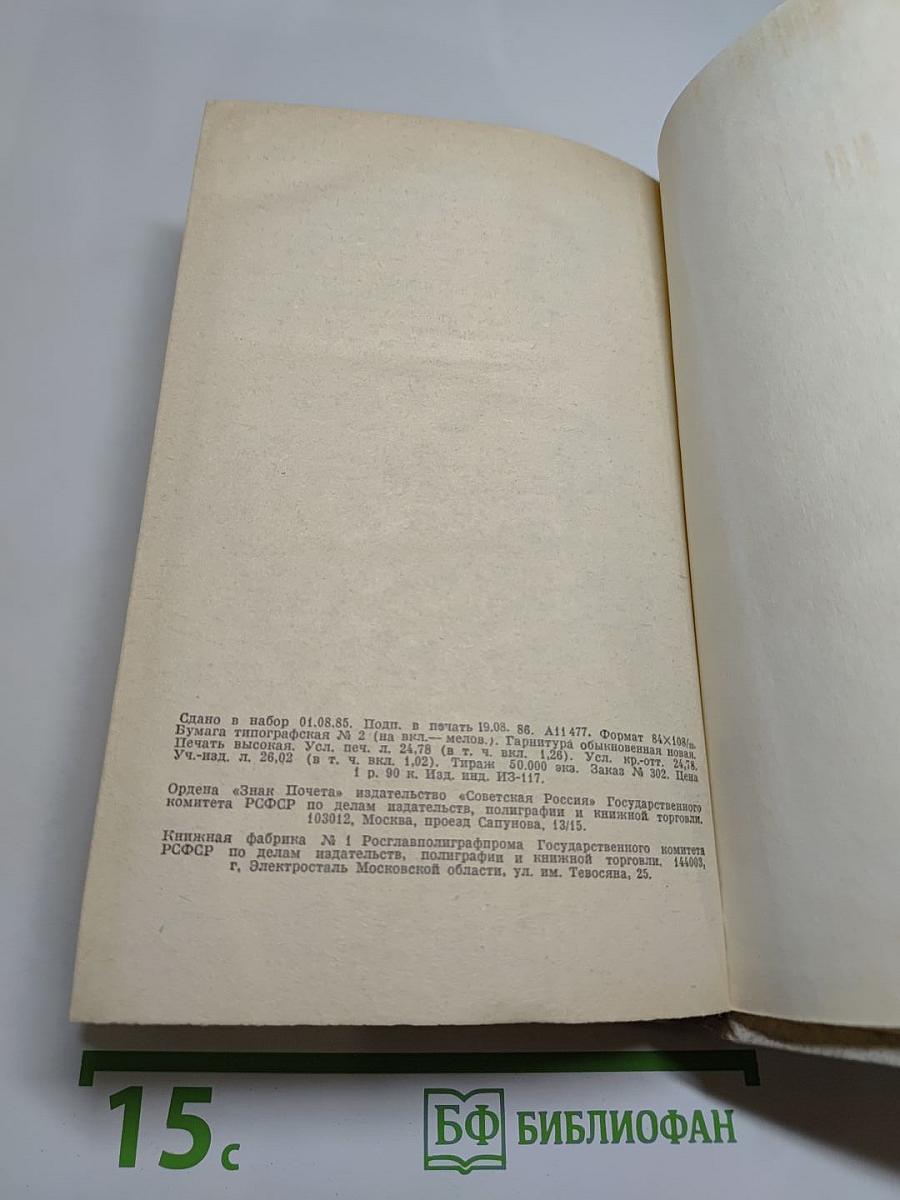 Сдано в набор 01.08.85. Подп. в печать 19.08. 86. А11477. Формат 84×108/
Бумага типографская № 2 (на вкл.— мелов.). Гарнитура обыкновенная новая.
Печать высокая. Усл. печ. л. 24,78 (в т. ч. вкл. 1,26). Усл. кр.-отт. 24,78.
Уч.-изд. л. 26,02 (в т. ч. вкл. 1,02). Тираж 50.000 экз. Заказ № 302. Цена
1 р. 90 к. Изд. инд. ИЗ-117.
Ордена «Знак Почета» издательство «Советская Россия» Государственного
комитета РСФСР по делам издательств, полиграфии и книжной торговли.
103012, Москва, проезд Сапунова, 13/15.
Книжная фабрика № 1 Росглавполиграфпрома Государственного комитета
РСФСР по делам издательств, полиграфии и книжной торговли. 144003,
г, Электросталь Московской области, ул. им. Тевосяна, 25.
15 с
БФ БИБЛИОФАН